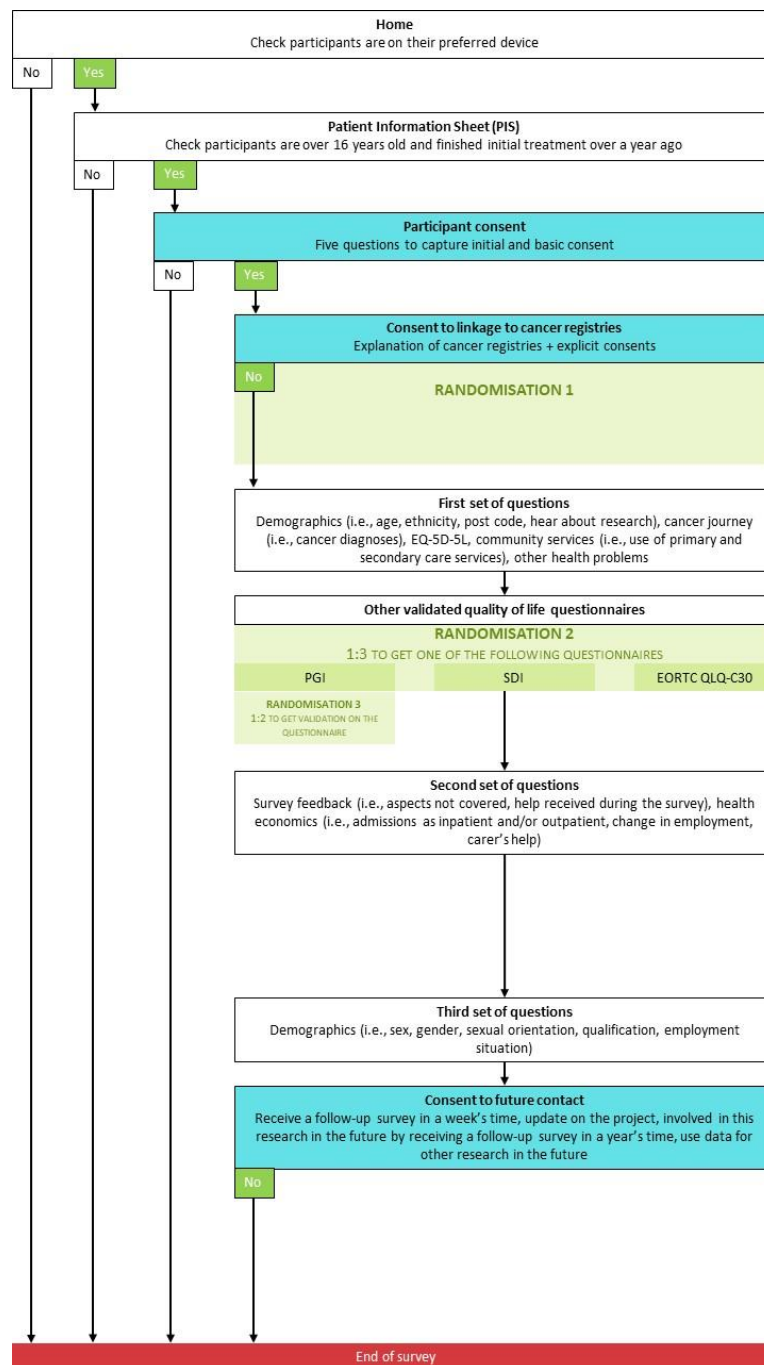 Home
Check participants are on their preferred device
No
Yes
Patient Information Sheet (PIS)
Check participants are over 16 years old and finished initial treatment over a year ago
No
Yes
Participant consent
Five questions to capture initial and basic consent
No
Yes
Consent to linkage to cancer registries
Explanation of cancer registries + explicit consents
No
RANDOMISATION 1
First set of questions
Demographics (i.e., age, ethnicity, post code, hear about research), cancer journey
(i.e., cancer diagnoses), EQ-5D-5L, community services (i.e., use of primary and
secondary care services), other health problems
Other validated quality of life questionnaires
RANDOMISATION 2
1:3 TO GET ONE OF THE FOLLOWING QUESTIONNAIRES
PGI
SDI
EORTC QLQ-C30
RANDOMISATION 3
1:2 TO GET VALIDATION ON THE
QUESTIONNAIRE
Second set of questions
Survey feedback (i.e., aspects not covered, help received during the survey), health
economics (i.e., admissions as inpatient and/or outpatient, change in employment,
carer's help)
Third set of questions
Demographics (i.e., sex, gender, sexual orientation, qualification, employment
situation)
Consent to future contact
Receive a follow-up survey in a week's time, update on the project, involved in this
research in the future by receiving a follow-up survey in a year's time, use data for
other research in the future
No
End of survey